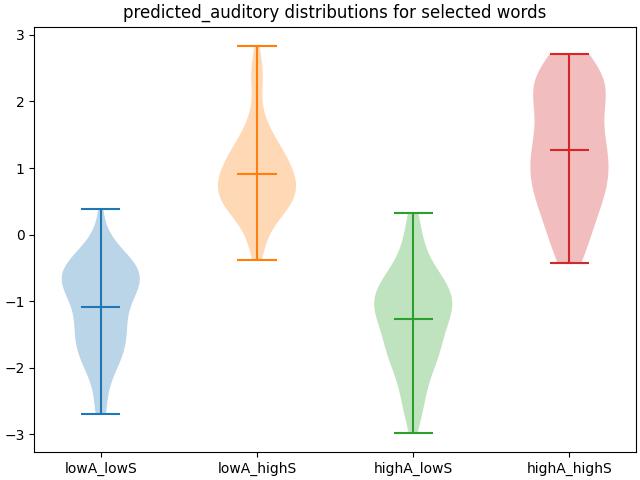 predicted_auditory distributions for selected words
3
2
1
0
−1
−2
−3
lowA_lowS
lowA_highS
highA_lowS
highA_highS